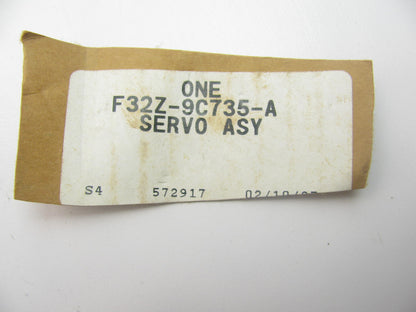 ONE
F32Z-9C735-A
SERVO ASY
S4 572917